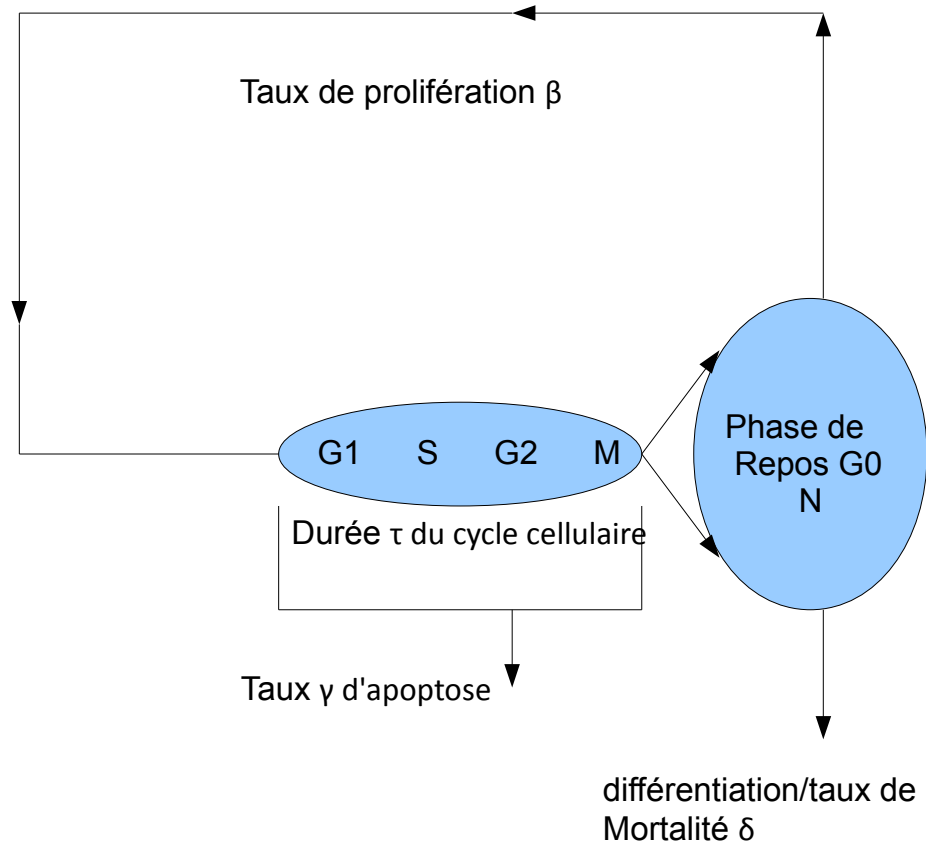 Taux de prolifération β
G1 S G2 M
Phase de
Repos G0
N
Durée τ du cycle cellulaire
Taux γ d'apoptose
différentiation/taux de
Mortalité δ